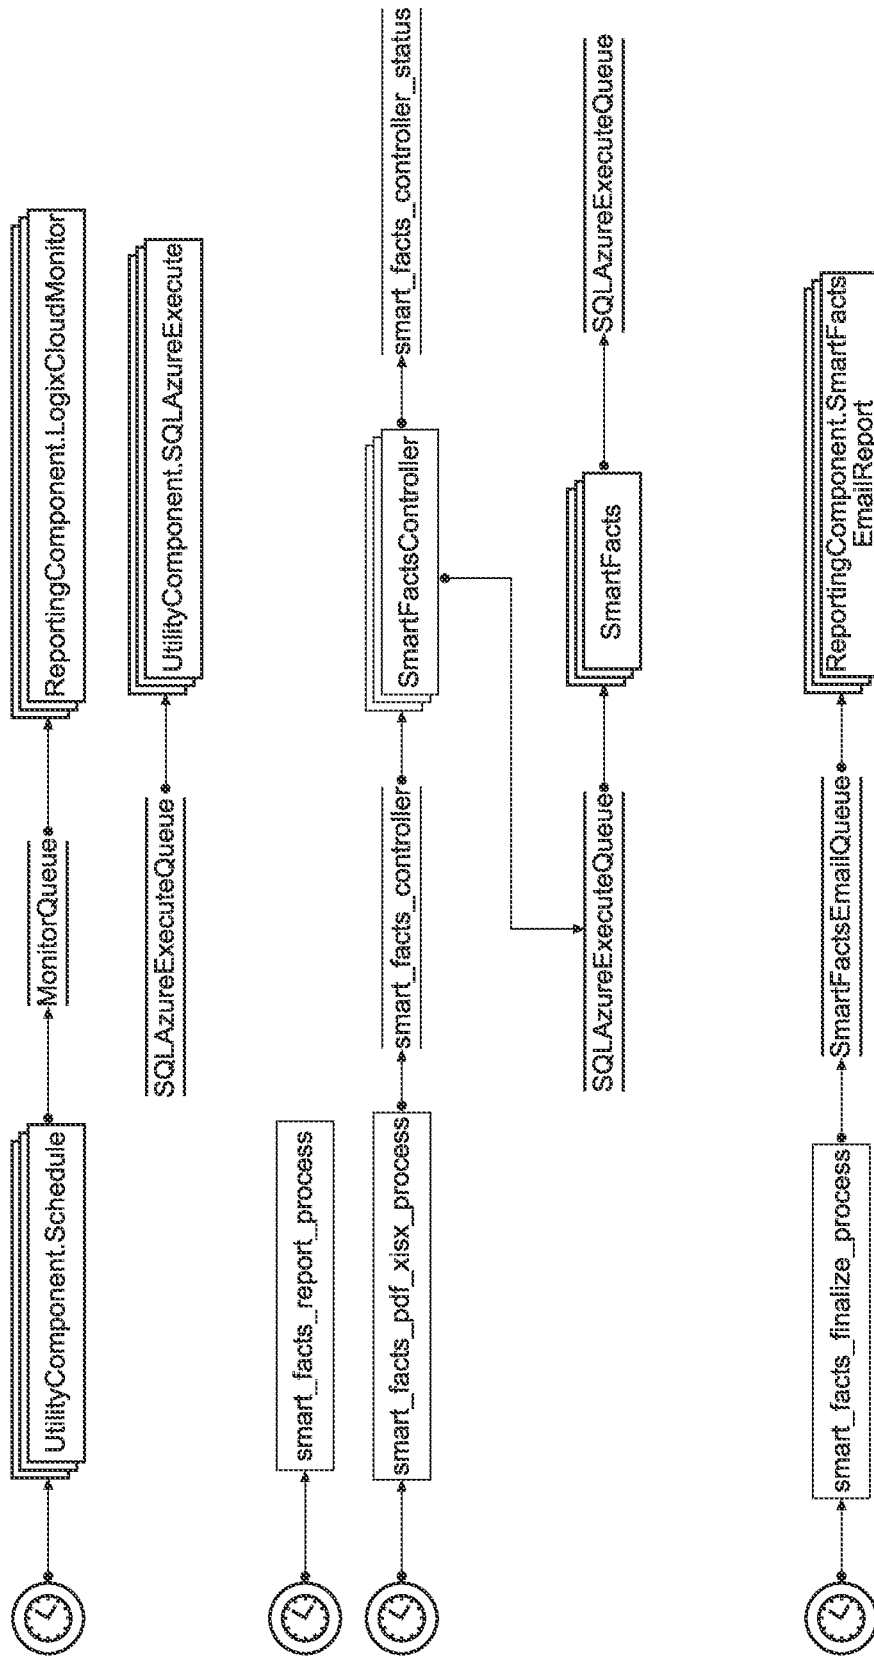 UtilityComponent.Schedule
MonitorQueue
ReportingComponent.LogixCloudMonitor
SQLAzureExecuteQueue
UtilityComponent.SQLAzureExecute
smart_facts_report_process
smart_facts_pdf_xisx_process
smart_facts_controller
SmartFactsController
smart_facts_controller_status
SQLAzureExecuteQueue
SmartFacts
SQLAzureExecuteQueue
smart_facts_finalize_process
SmartFactsEmailQueue
ReportingComponent.SmartFacts
EmailReport